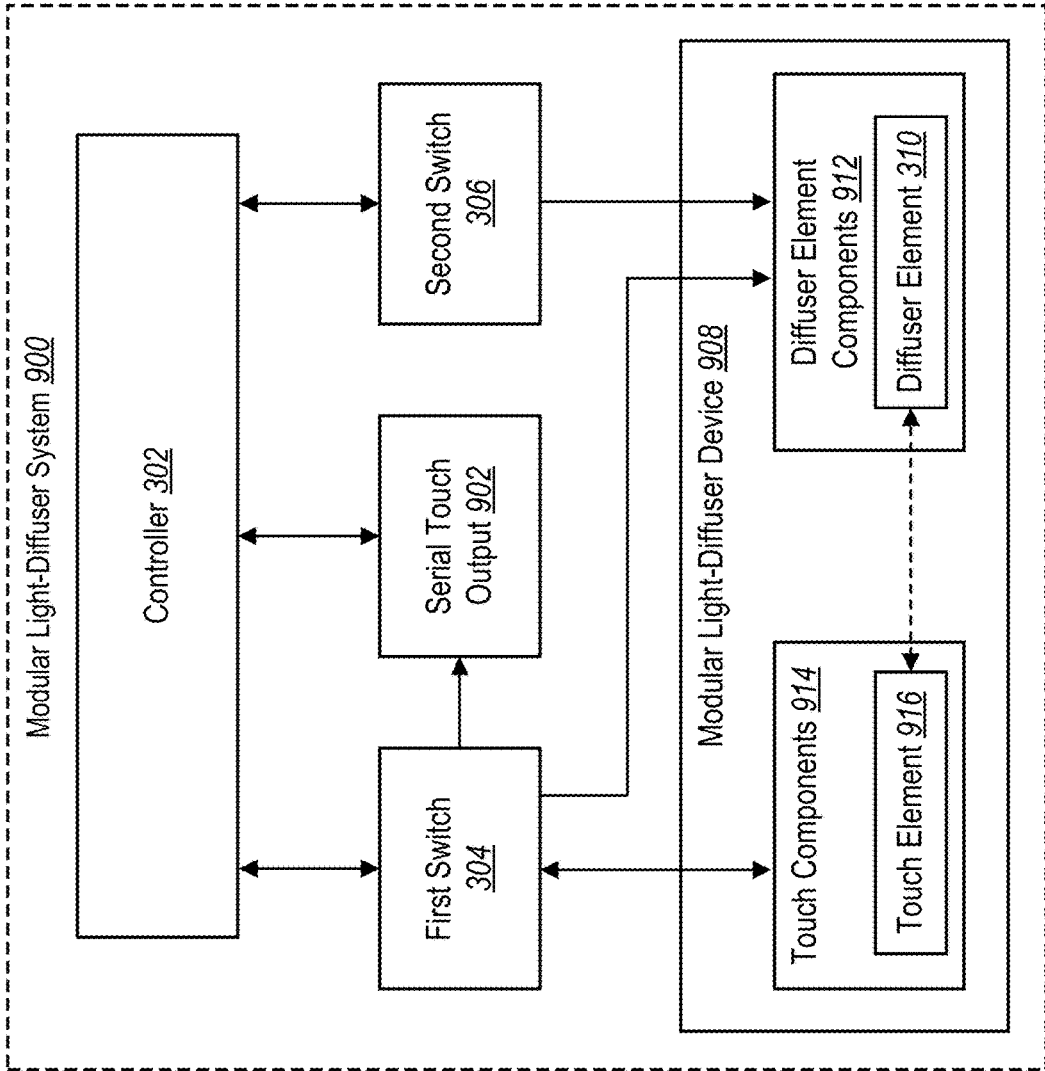 Modular Light-Diffuser System 900
Controller 302
First Switch
304
Serial Touch
Output 902
Second Switch
306
Modular Light-Diffuser Device 908
Touch Components 914
Touch Element 916
Diffuser Element
Components 912
Diffuser Element 310